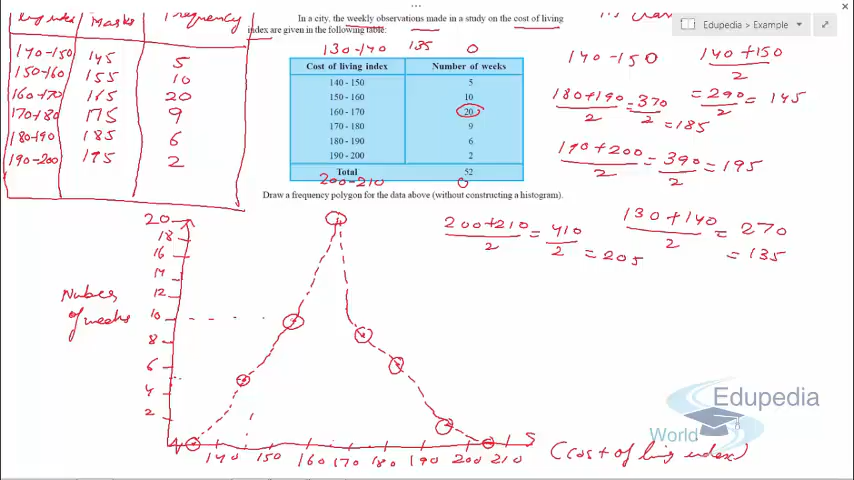 living index Marks Frequency
140-150 145 5
150-160 155 10
160-170 165 20
170-180 175 9
180-190 185 6
190-200 195 2
In a city, the weekly observations made in a study on the cost of living
index are given in the following table:
130-140 135 0
Cost of living index Number of weeks
140 - 150 5
150 - 160 10
160 - 170 20
170 - 180 9
180 - 190 6
190 - 200 2
Total 52
200-210 0
Draw a frequency polygon for the data above (without constructing a histogram).
Edupedia > Example
140-150 140+150/2
= 290/2 = 145
180+190/2 = 370/2 = 185
190+200/2 = 390/2 = 195
200+210/2 = 410/2 = 205
130+140/2 = 270
= 135
20
18
16
14
12
10
8
6
4
2
Number
of weeks
140 150 160 170 180 190 200 210
(Cost of living index)
Edupedia
World